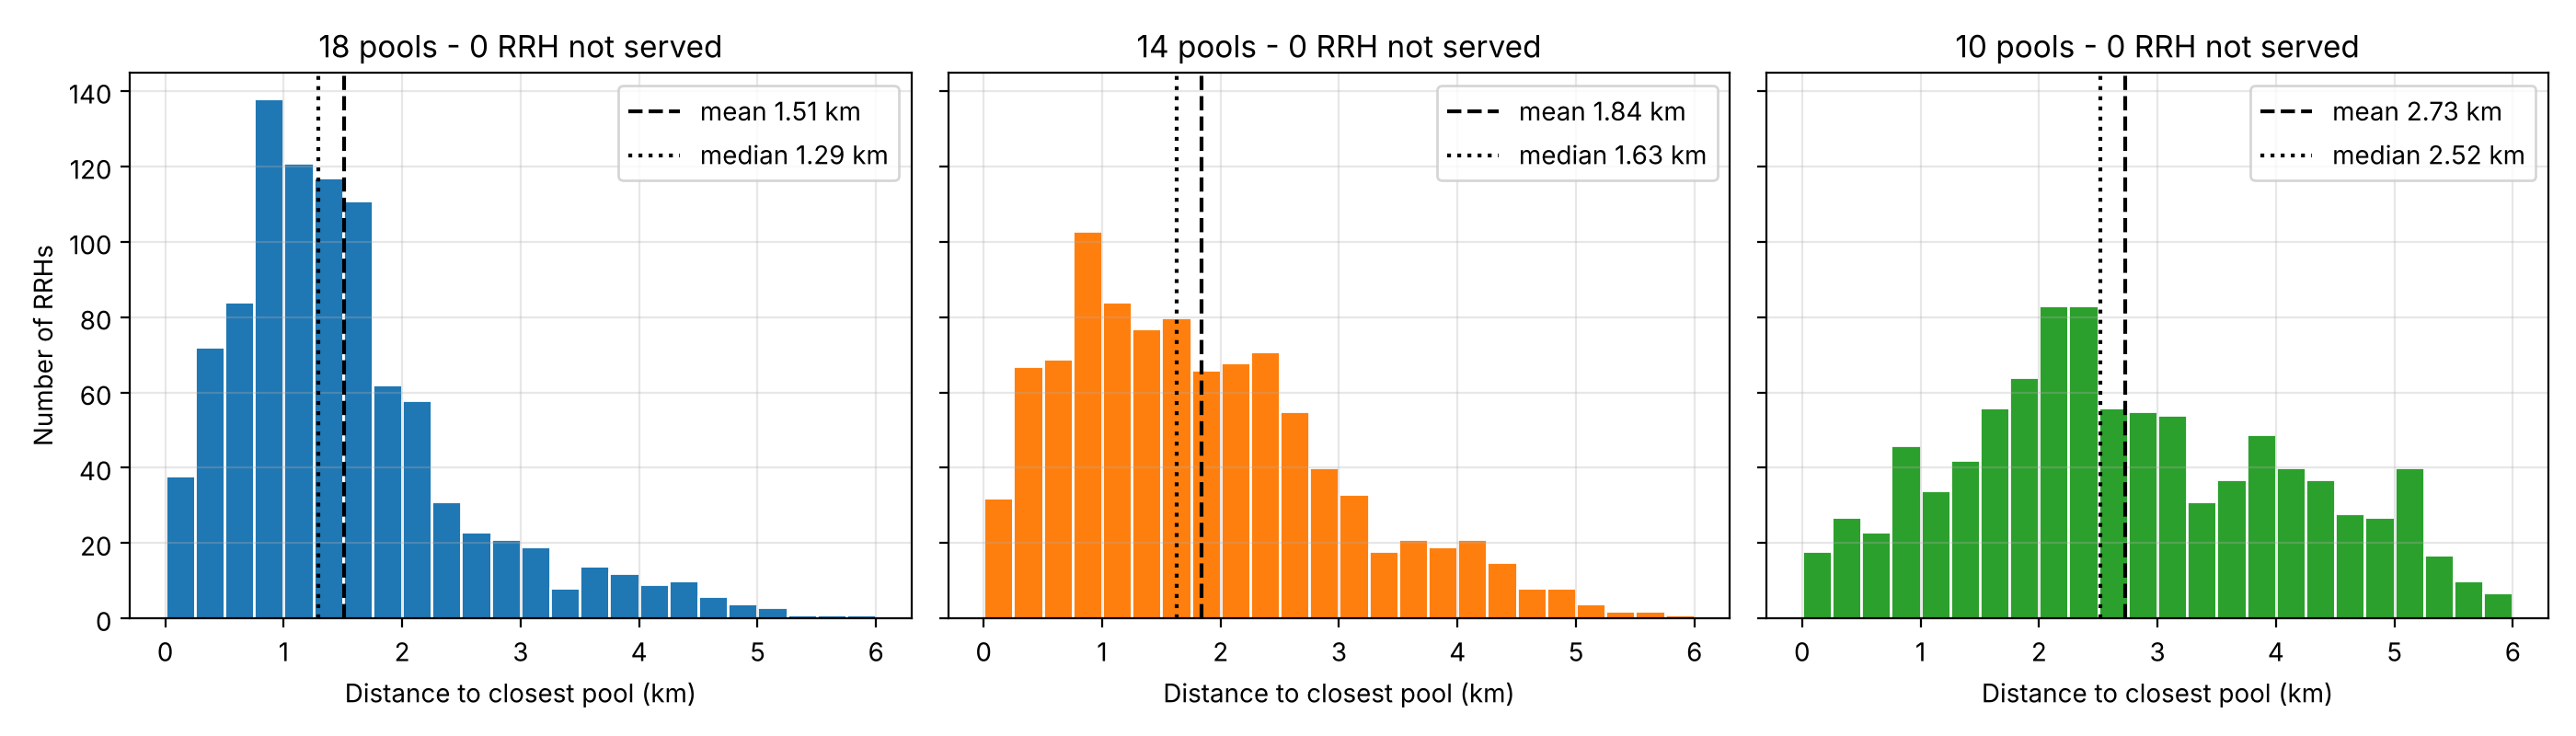 18 pools - 0 RRH not served
mean 1.51 km
median 1.29 km
140
120
100
80
60
40
20
0
Number of RRHs
0 1 2 3 4 5 6
Distance to closest pool (km)
14 pools - 0 RRH not served
mean 1.84 km
median 1.63 km
0 1 2 3 4 5 6
Distance to closest pool (km)
10 pools - 0 RRH not served
mean 2.73 km
median 2.52 km
0 1 2 3 4 5 6
Distance to closest pool (km)